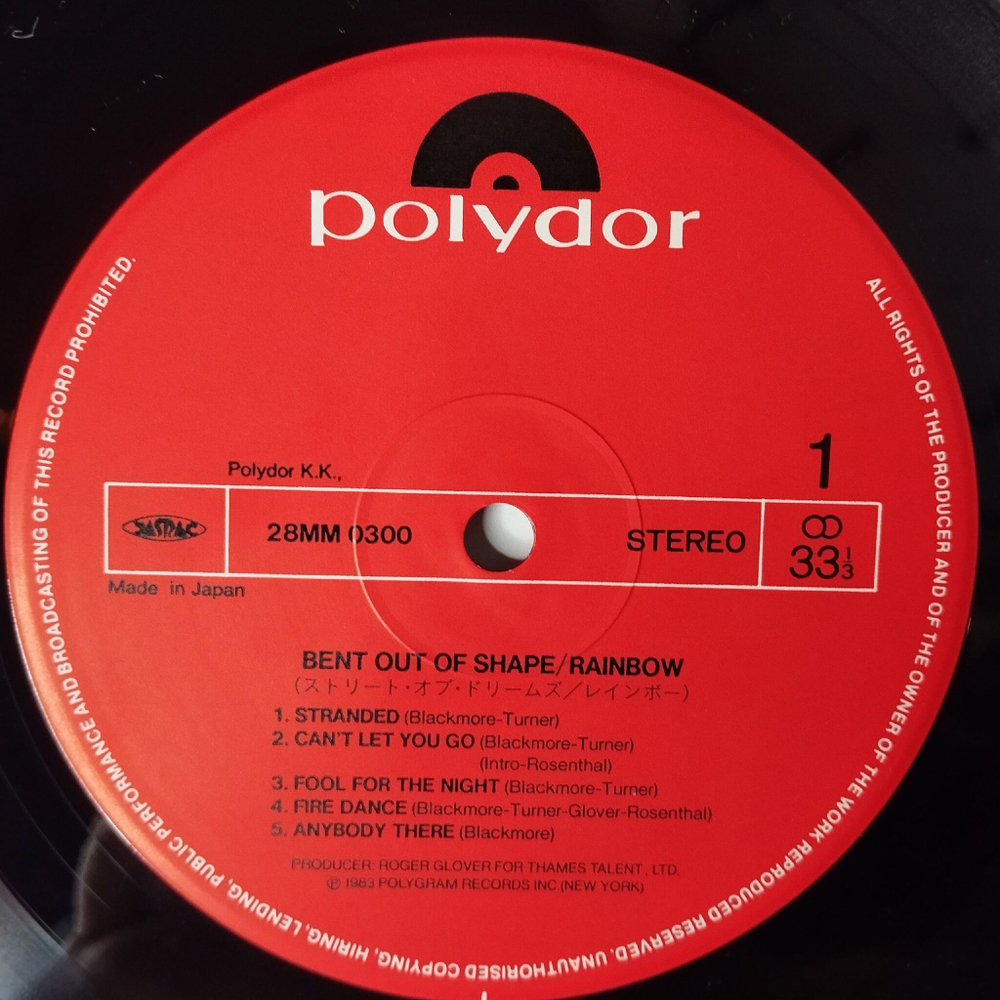 polydor
ALL RIGHTS OF THE PRODUCER AND OF THE OWNER OF THE WORK REPRODUCED RESERVED. UNAUTHORISED COPYING, HIRING, LENDING, PUBLIC PERFORMANCE AND BROADCASTING OF THIS RECORD PROHIBITED.
1
Polydor K.K.,
JASRAC 28MM 0300 STEREO 33 1/3
Made in Japan
BENT OUT OF SHAPE/RAINBOW
(ストリート・オブ・ドリームズ/レインボー)
1. STRANDED (Blackmore-Turner)
2. CAN'T LET YOU GO (Blackmore-Turner)
(Intro-Rosenthal)
3. FOOL FOR THE NIGHT (Blackmore-Turner)
4. FIRE DANCE (Blackmore-Turner-Glover-Rosenthal)
5. ANYBODY THERE (Blackmore)
PRODUCER: ROGER GLOVER FOR THAMES TALENT, LTD.
Ⓟ 1983 POLYGRAM RECORDS INC (NEW YORK)